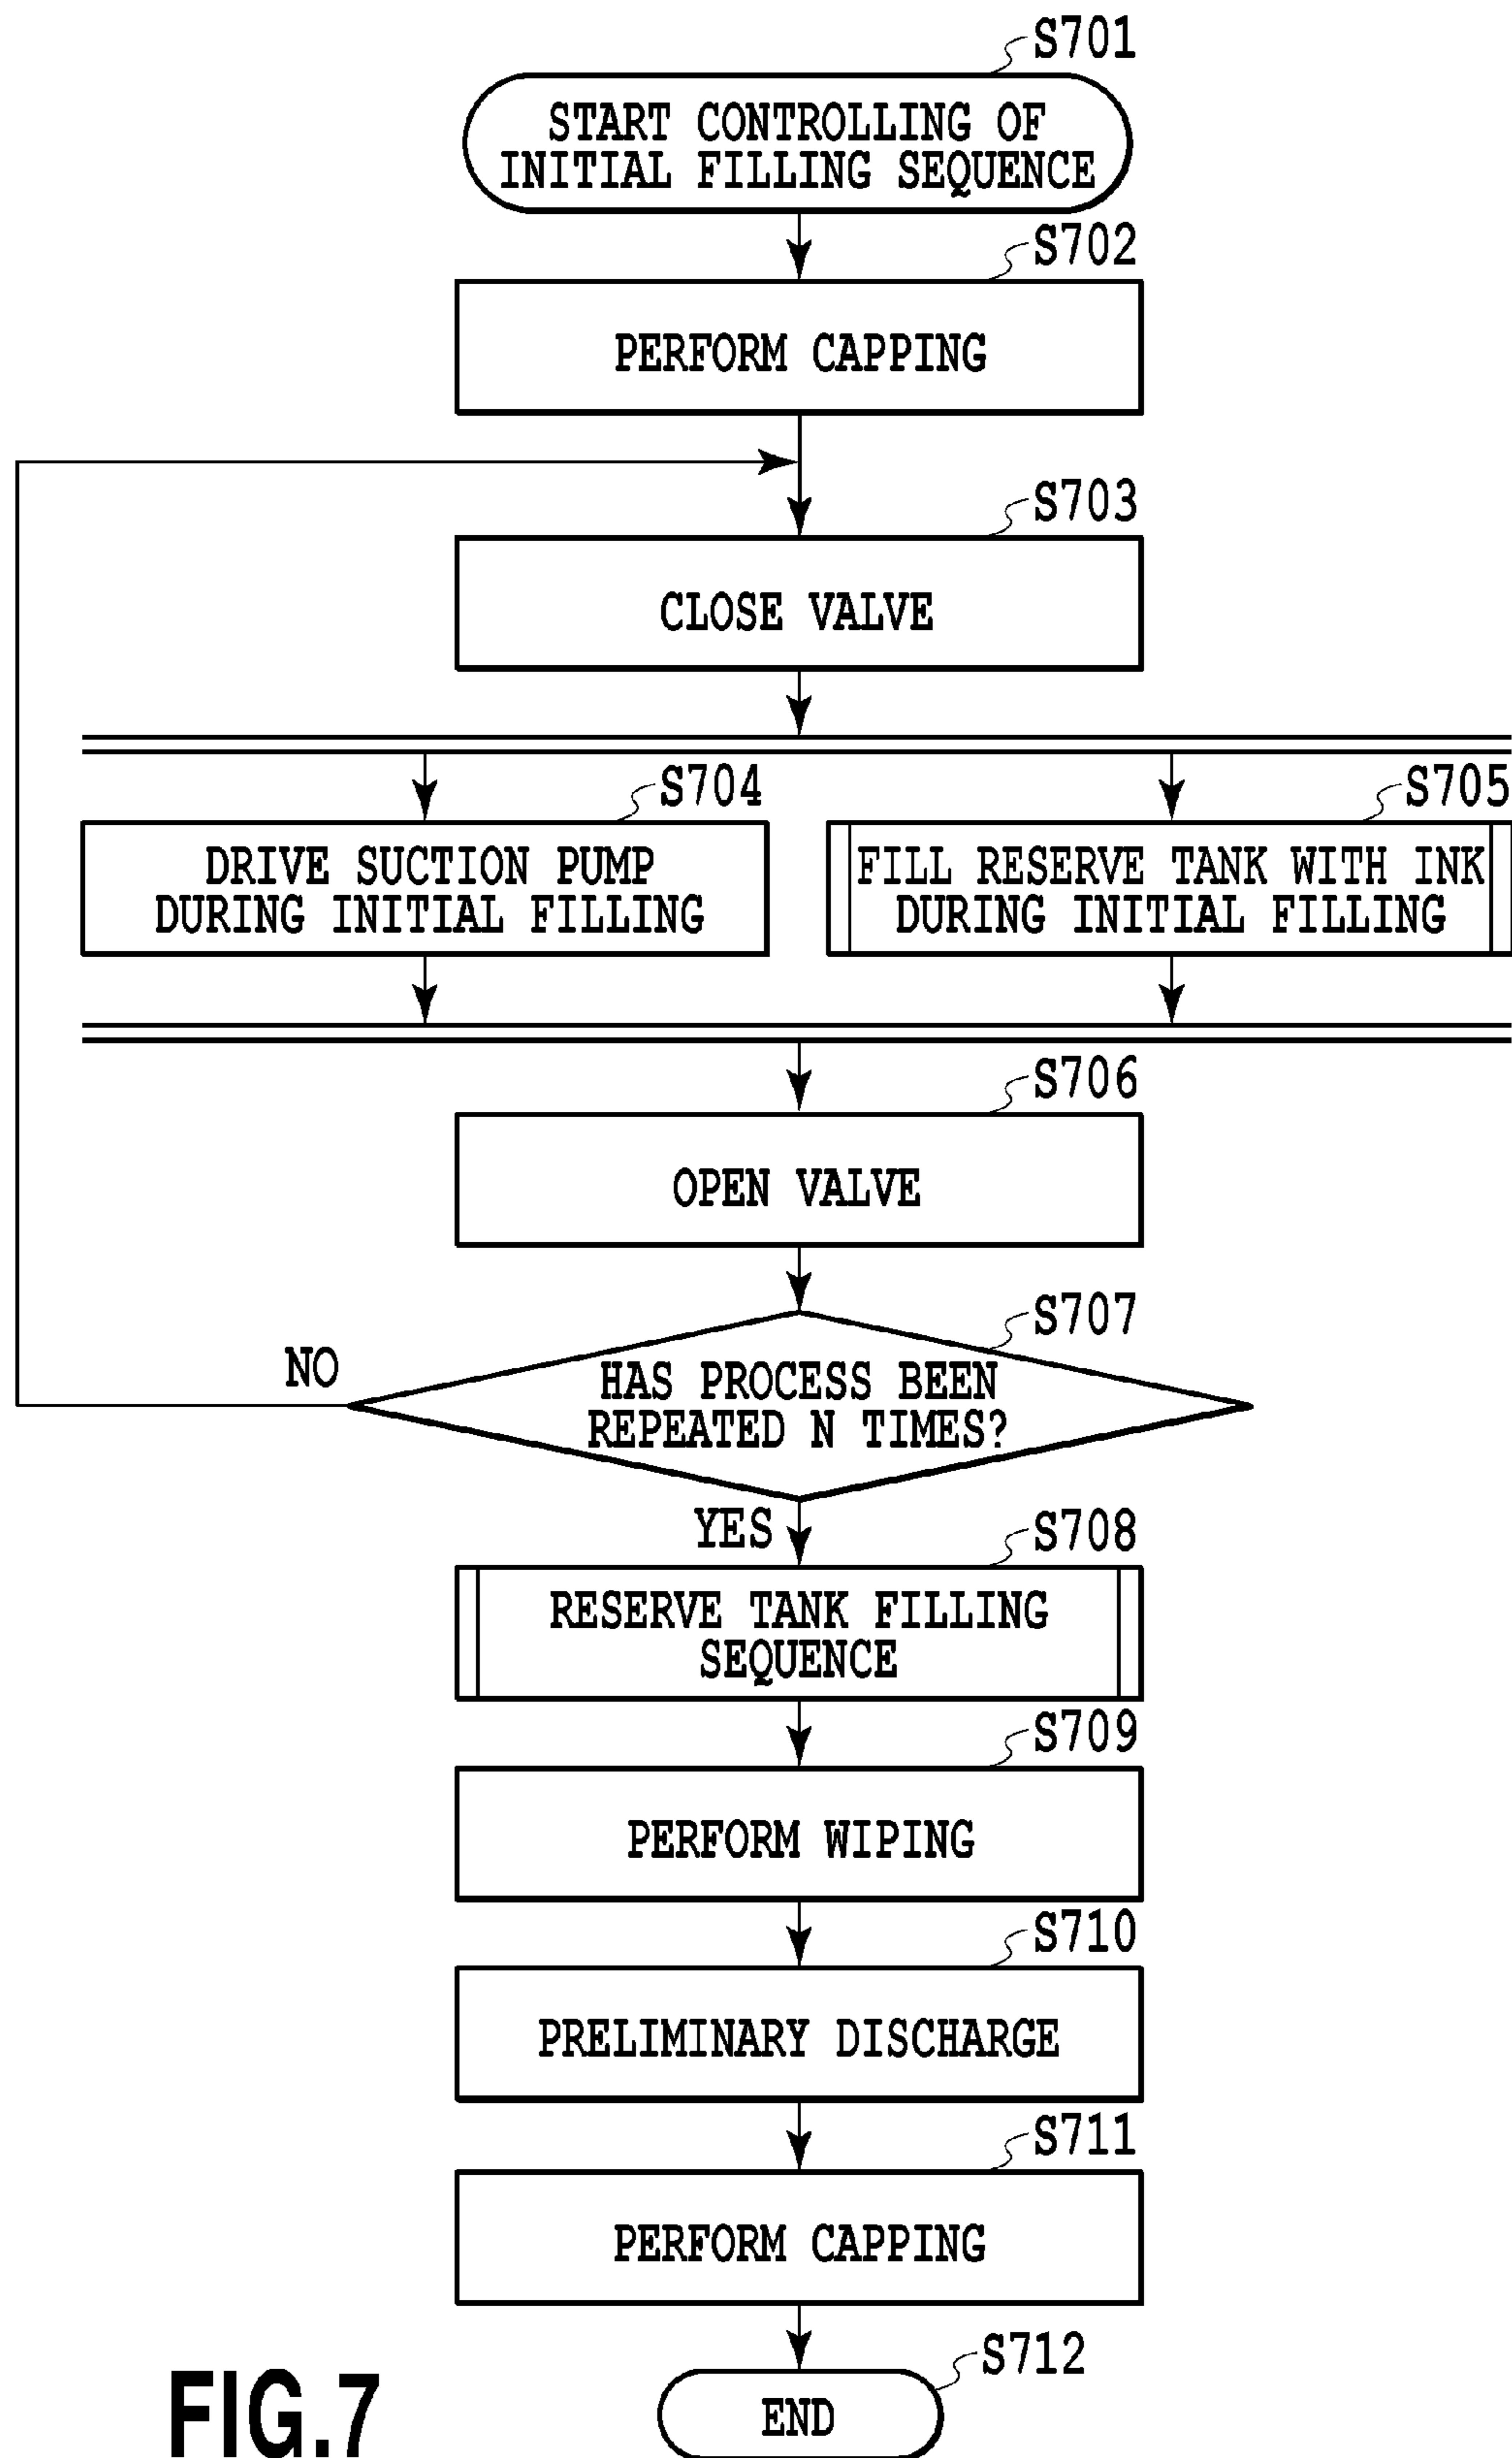 S701
START CONTROLLING OF
INITIAL FILLING SEQUENCE
S702
PERFORM CAPPING
S703
CLOSE VALVE
S704
DRIVE SUCTION PUMP
DURING INITIAL FILLING
S705
FILL RESERVE TANK WITH INK
DURING INITIAL FILLING
S706
OPEN VALVE
S707
HAS PROCESS BEEN
REPEATED N TIMES?
NO
YES
S708
RESERVE TANK FILLING
SEQUENCE
S709
PERFORM WIPING
S710
PRELIMINARY DISCHARGE
S711
PERFORM CAPPING
S712
END
FIG.7